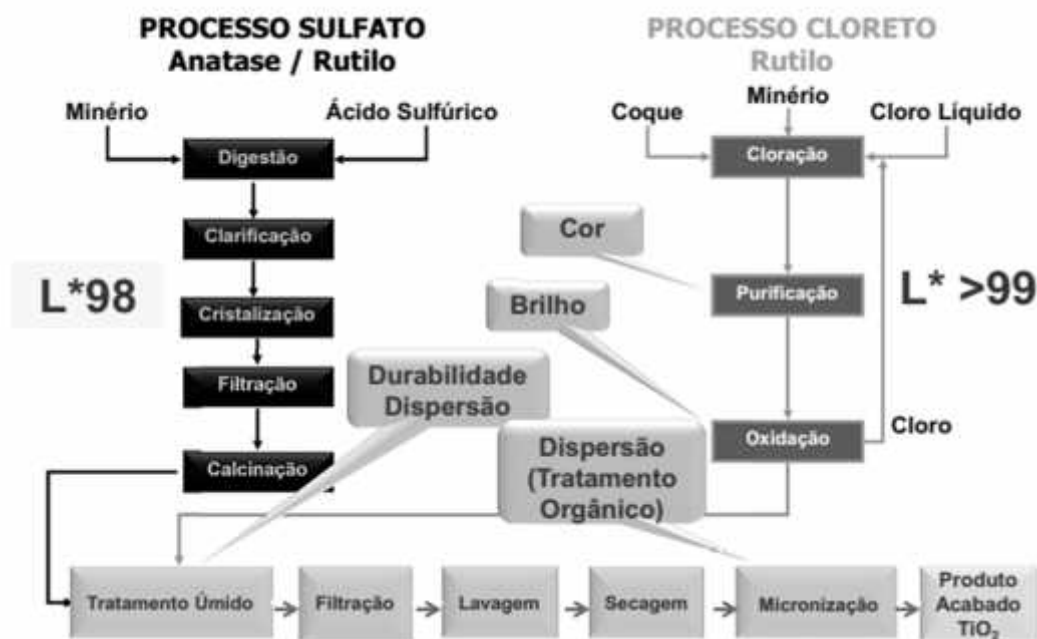 PROCESSO SULFATO
Anatase / Rutilo
PROCESSO CLORETO
Rutilo
Minério
Ácido Sulfúrico
Digestão
Clarificação
Cristalização
Filtração
Calcinação
L*98
Coque
Minério
Cloro Líquido
Cloração
Purificação
Oxidação
Cloro
L* >99
Cor
Brilho
Durabilidade
Dispersão
Dispersão
(Tratamento
Orgânico)
Tratamento Úmido
Filtração
Lavagem
Secagem
Micronização
Produto
Acabado
TiO₂